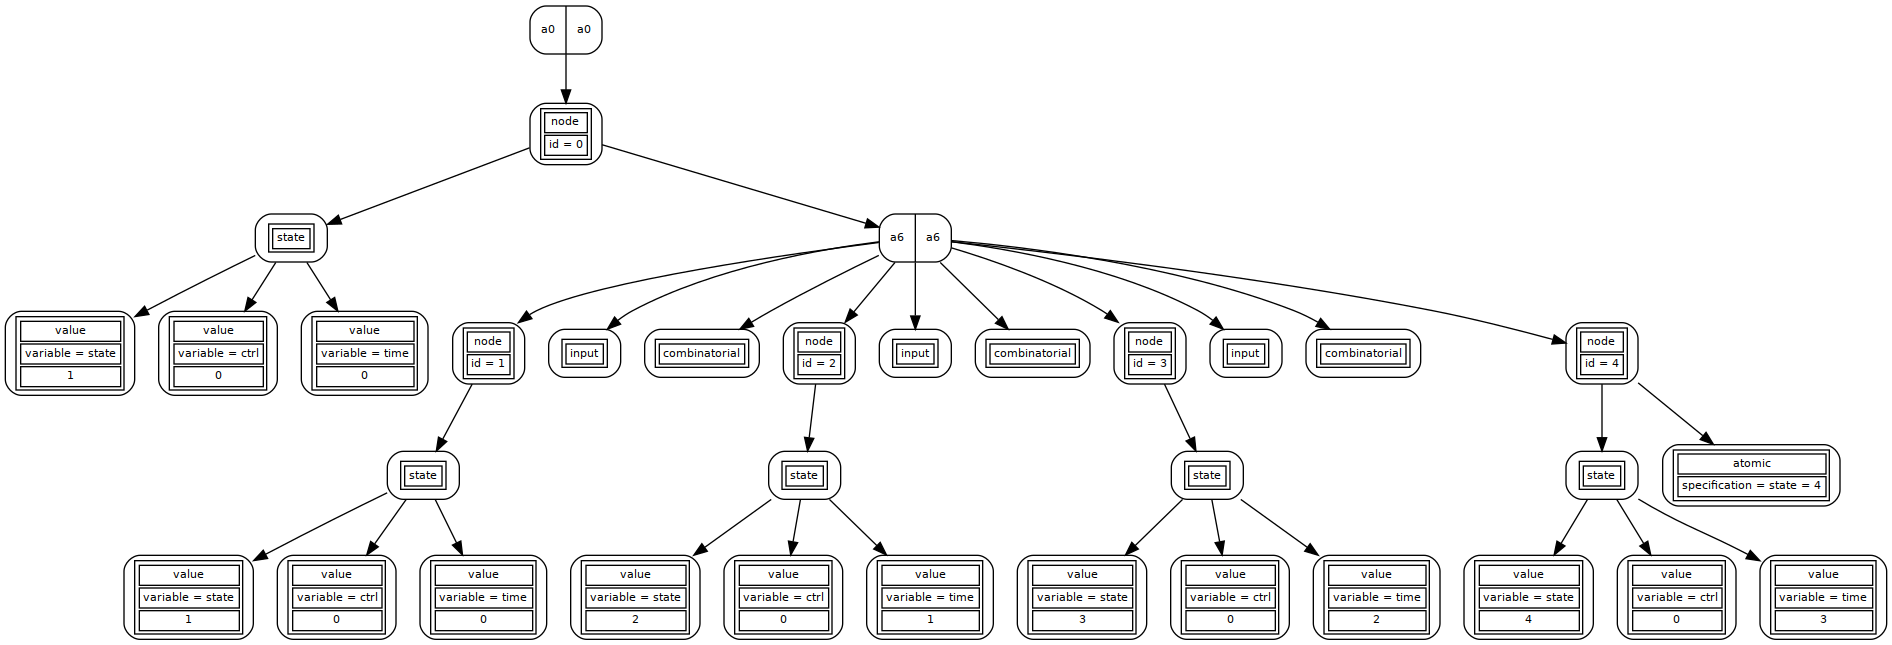 a0 a0
node
id = 0
state
a6 a6
value
variable = state
1
value
variable = ctrl
0
value
variable = time
0
node
id = 1
input
combinatorial
node
id = 2
input
combinatorial
node
id = 3
input
combinatorial
node
id = 4
state
state
state
state
atomic
specification = state = 4
value
variable = state
1
value
variable = ctrl
0
value
variable = time
0
value
variable = state
2
value
variable = ctrl
0
value
variable = time
1
value
variable = state
3
value
variable = ctrl
0
value
variable = time
2
value
variable = state
4
value
variable = ctrl
0
value
variable = time
3